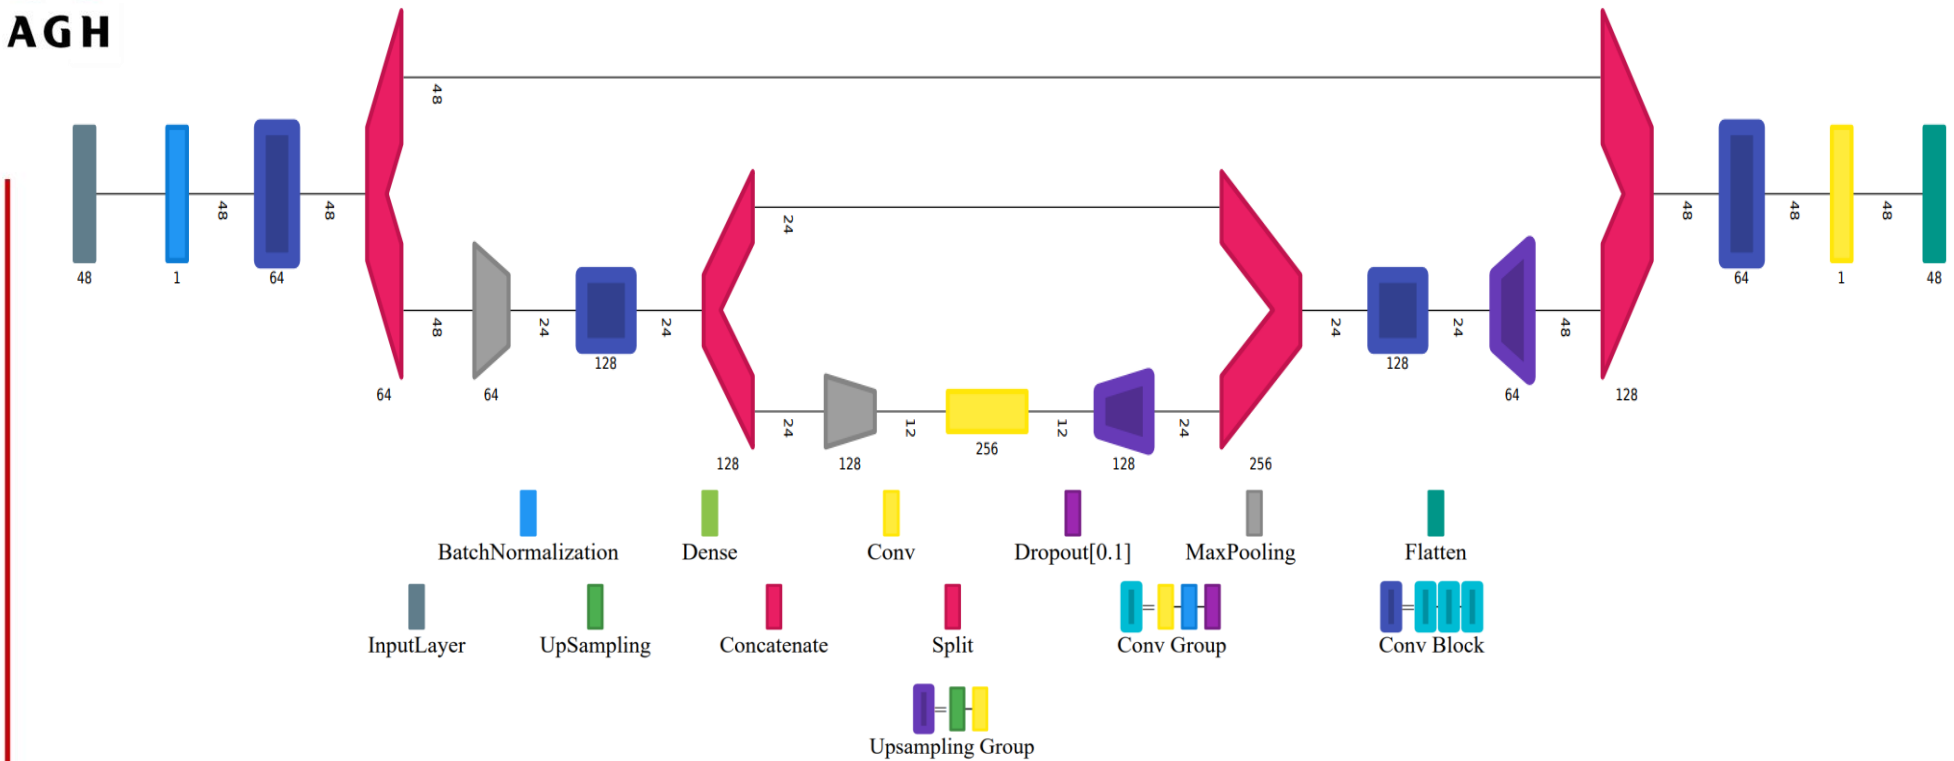 AGH
48
48
24
48 48 48 48 48
48 1 64 64 1 48
48 24 24 24 24 48
128 128
64 64 64 128
24 12 12 24
256
128 128 128 256
BatchNormalization Dense Conv Dropout[0.1] MaxPooling Flatten
= =
InputLayer UpSampling Concatenate Split Conv Group Conv Block
=
Upsampling Group